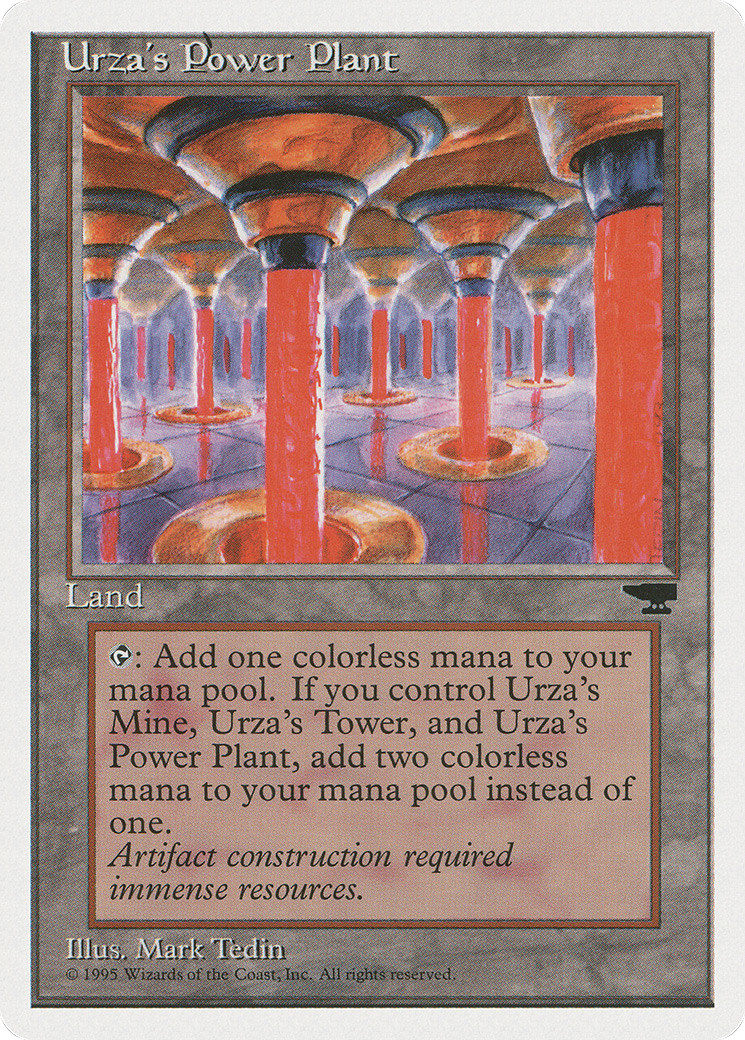 Urza's Power Plant
Land
: Add one colorless mana to your
mana pool. If you control Urza's
Mine, Urza's Tower, and Urza's
Power Plant, add two colorless
mana to your mana pool instead of
one.
Artifact construction required
immense resources.
Illus. Mark Tedin
© 1995 Wizards of the Coast, Inc. All rights reserved.